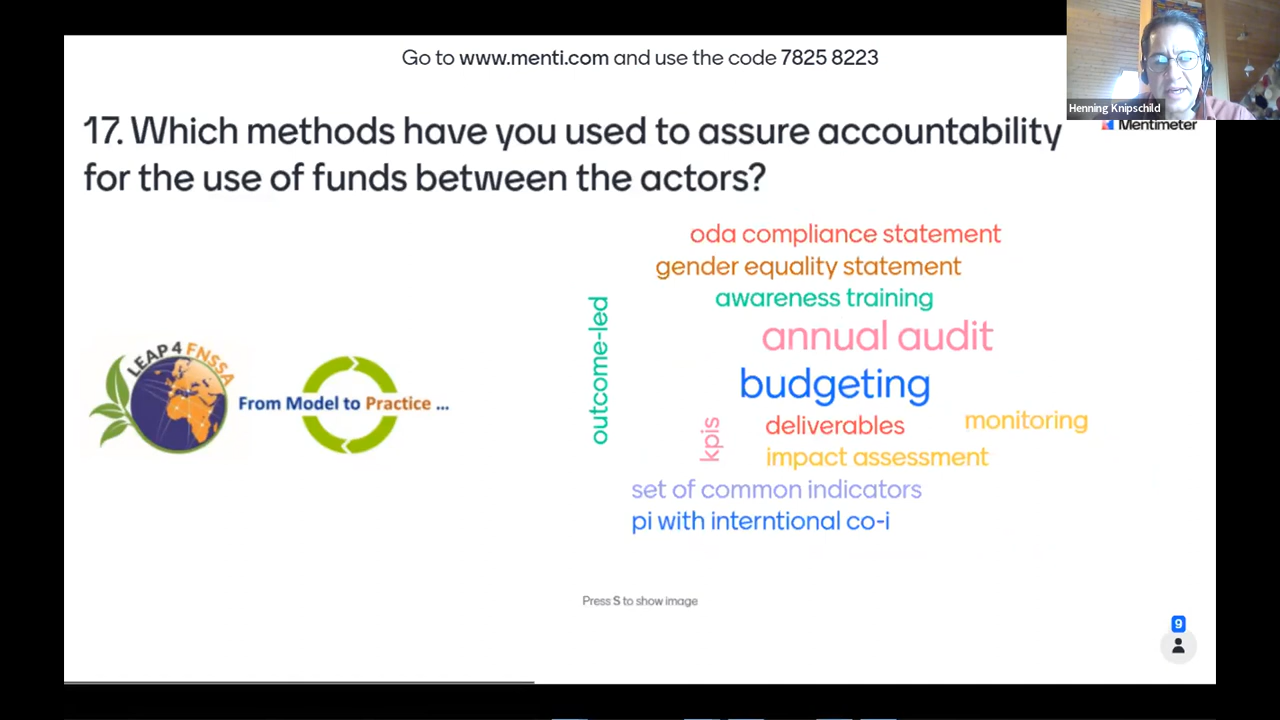 Go to www.menti.com and use the code 7825 8223
Henning Knipschild
Mentimeter
17. Which methods have you used to assure accountability
for the use of funds between the actors?
oda compliance statement
gender equality statement
awareness training
outcome-led
annual audit
budgeting
kpis
deliverables
monitoring
impact assessment
set of common indicators
pi with interntional co-i
LEAP4FNSSA
From Model to Practice ...
Press S to show image
9